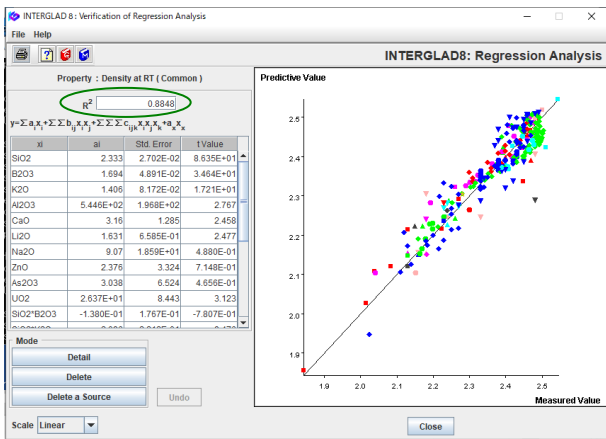 INTERGLAD 8 : Verification of Regression Analysis
File Help
INTERGLAD8: Regression Analysis
Property : Density at RT ( Common )
R² 0.8848
y=Σaixi+ΣΣbijxixj+ΣΣΣcijkxixjxk+axxx
xi ai Std. Error t Value
SiO2 2.333 2.702E-02 8.635E+01
B2O3 1.694 4.891E-02 3.464E+01
K2O 1.406 8.172E-02 1.721E+01
Al2O3 5.446E+02 1.968E+02 2.767
CaO 3.16 1.285 2.458
Li2O 1.631 6.585E-01 2.477
Na2O 9.07 1.859E+01 4.880E-01
ZnO 2.376 3.324 7.148E-01
As2O3 3.038 6.524 4.656E-01
UO2 2.637E+01 8.443 3.123
SiO2*B2O3 -1.380E-01 1.767E-01 -7.807E-01
Mode
Detail
Delete
Delete a Source
Undo
Scale Linear
Predictive Value
2.5
2.4
2.3
2.2
2.1
2.0
1.9
1.9 2.0 2.1 2.2 2.3 2.4 2.5
Measured Value
Close